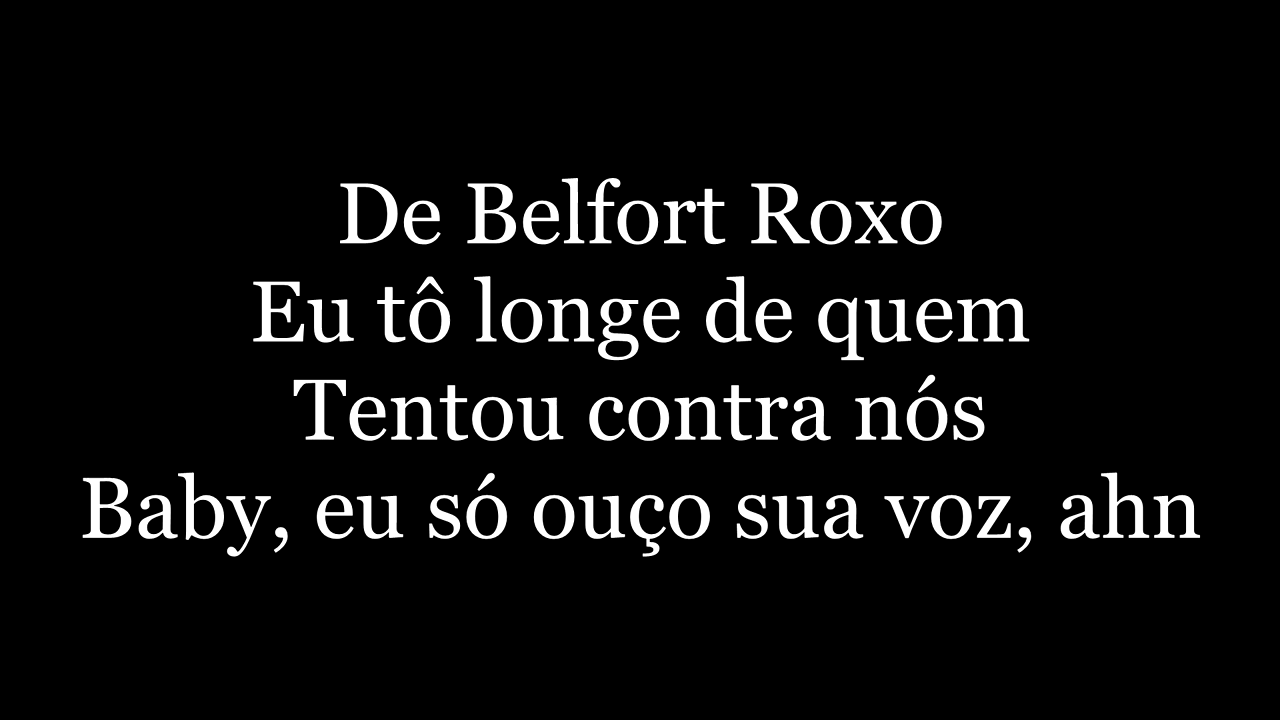 De Belfort Roxo
Eu tô longe de quem
Tentou contra nós
Baby, eu só ouço sua voz, ahn